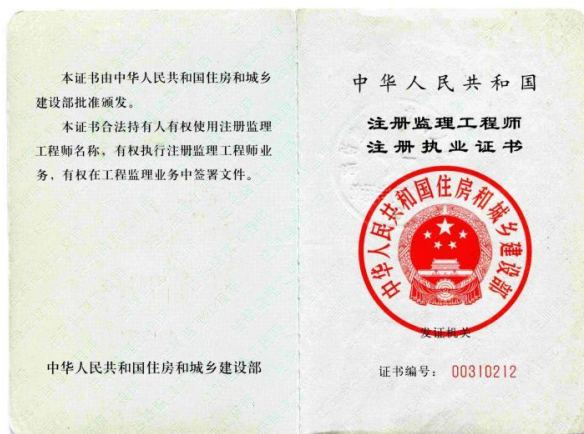 本证书由中华人民共和国住房和城乡
建设部批准颁发。
本证书合法持有人有权使用注册监理
工程师名称，有权执行注册监理工程师业
务，有权在工程监理业务中签署文件。
中华人民共和国住房和城乡建设部
中华人民共和国
注册监理工程师
注册执业证书
中华人民共和国住房和城乡建设部
发证机关
证书编号： 00310212